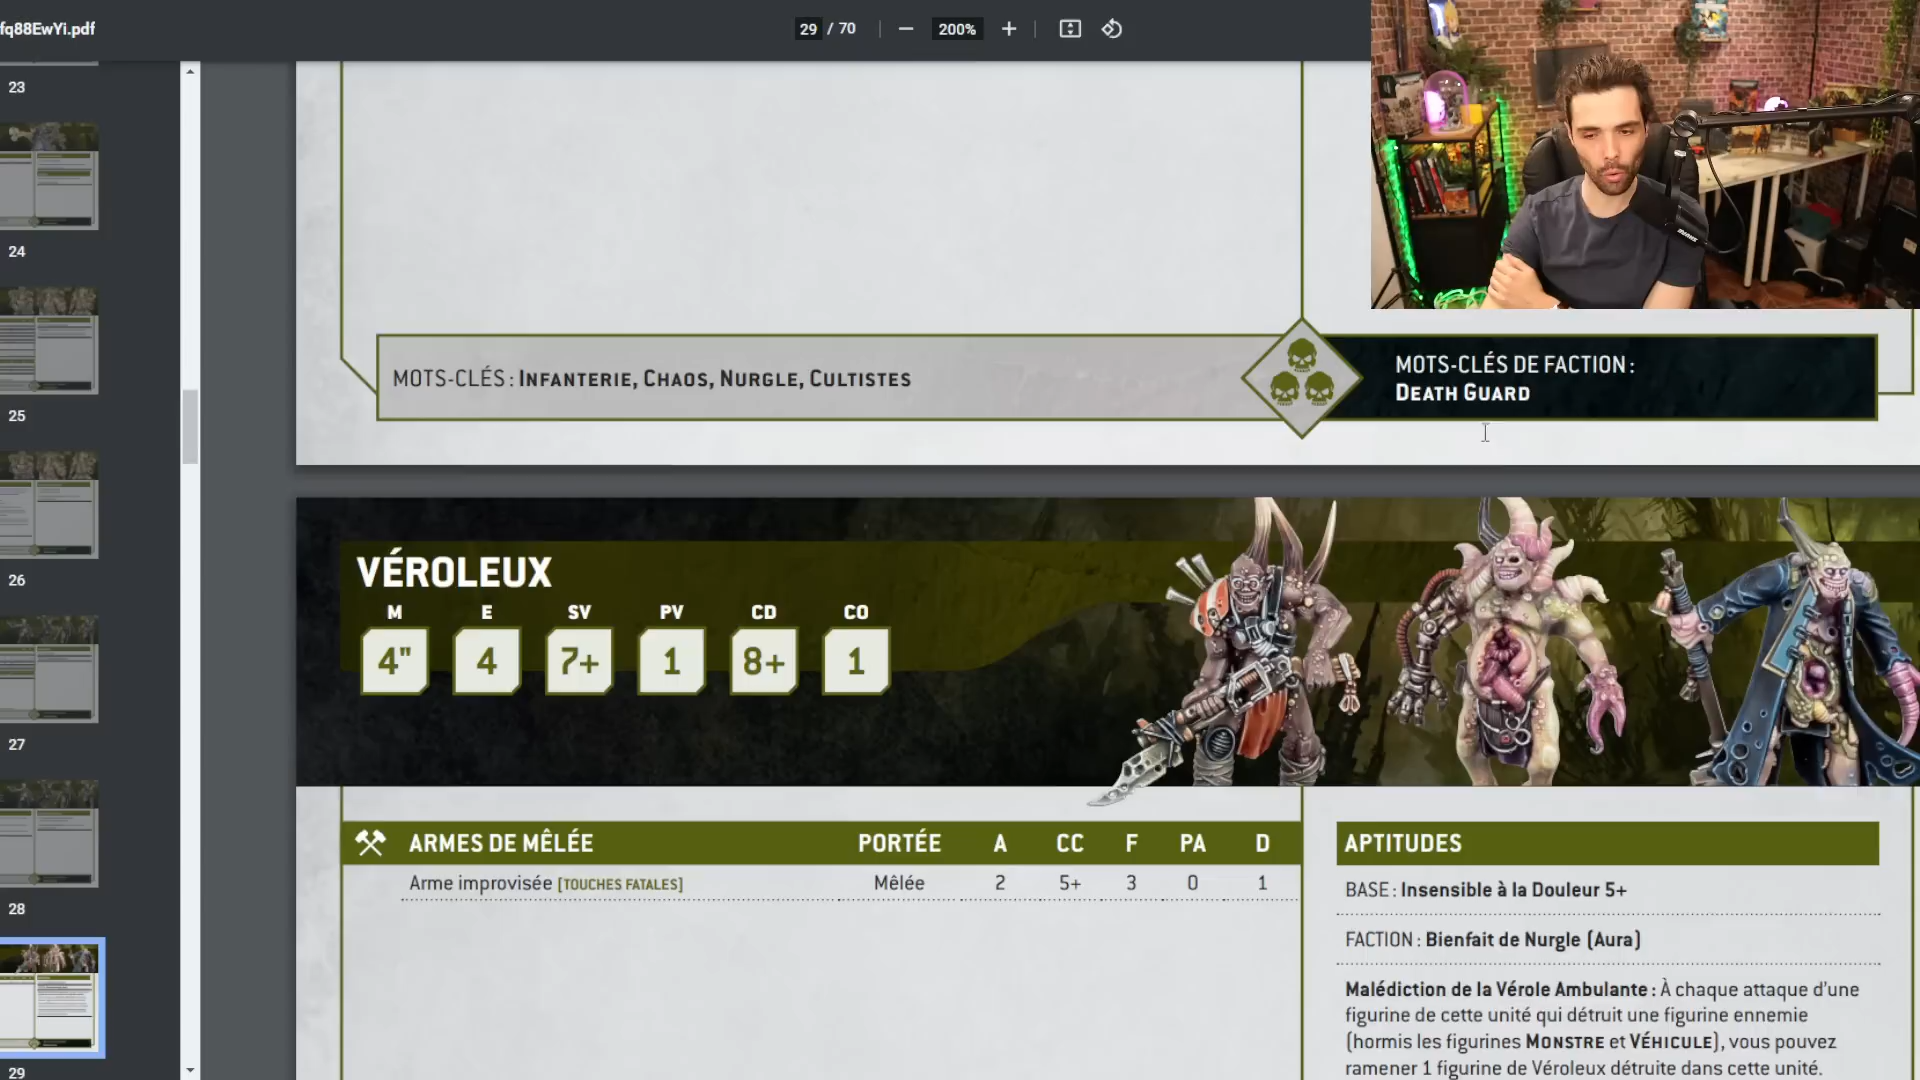 fq88EwYi.pdf
29 / 70
200%
23
24
25
26
27
28
29
MOTS-CLÉS : INFANTERIE, CHAOS, NURGLE, CULTISTES
MOTS-CLÉS DE FACTION :
DEATH GUARD
VÉROLEUX
M E SV PV CD CO
4" 4 7+ 1 8+ 1
ARMES DE MÊLÉE PORTÉE A CC F PA D
Arme improvisée [TOUCHES FATALES] Mêlée 2 5+ 3 0 1
APTITUDES
BASE : Insensible à la Douleur 5+
FACTION : Bienfait de Nurgle (Aura)
Malédiction de la Vérole Ambulante : À chaque attaque d'une
figurine de cette unité qui détruit une figurine ennemie
(hormis les figurines MONSTRE et VÉHICULE), vous pouvez
ramener 1 figurine de Véroleux détruite dans cette unité.